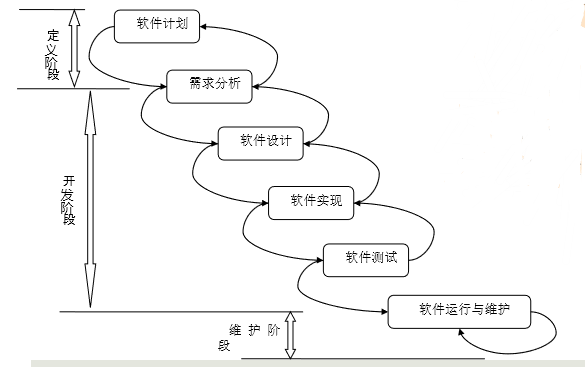 软件计划
定义阶段
需求分析
软件设计
开发阶段
软件实现
软件测试
软件运行与维护
维 护 阶
段